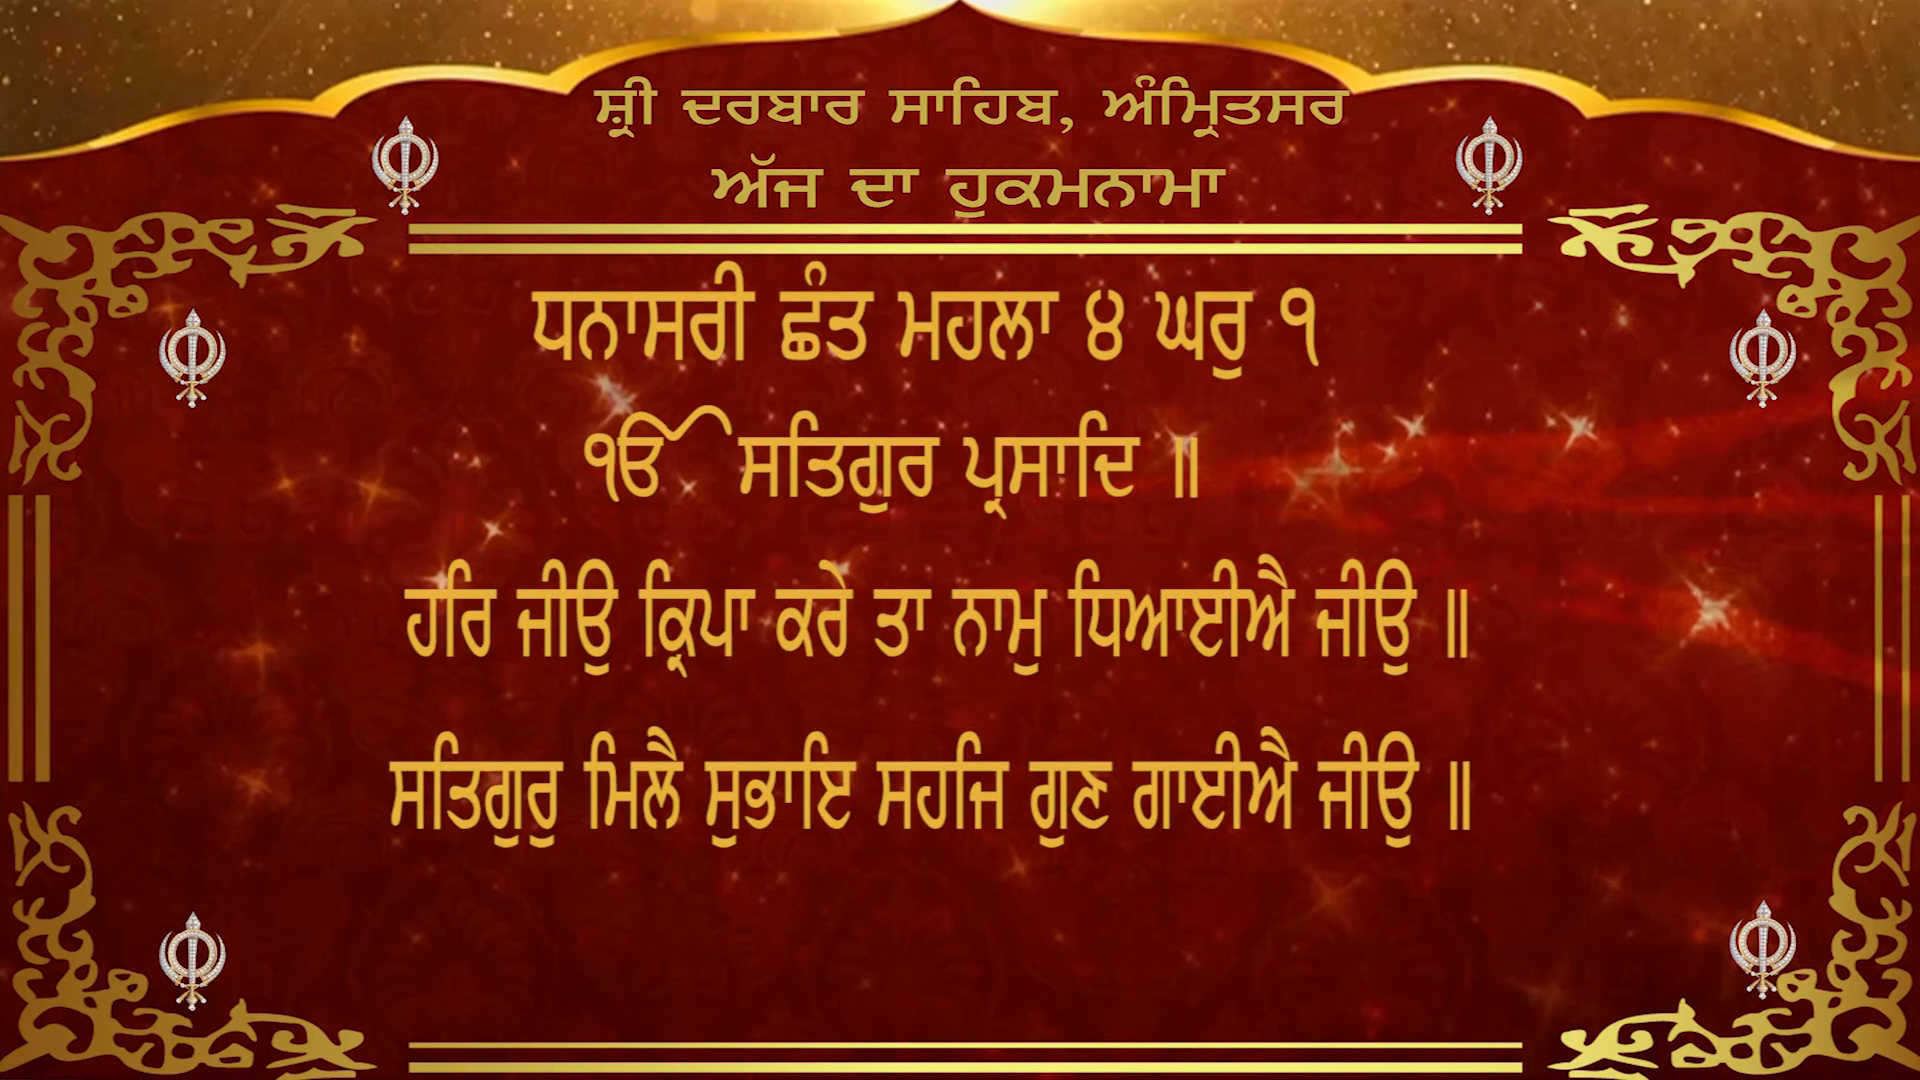 ਸ਼੍ਰੀ ਦਰਬਾਰ ਸਾਹਿਬ, ਅੰਮ੍ਰਿਤਸਰ
ਅੱਜ ਦਾ ਹੁਕਮਨਾਮਾ
ਧਨਾਸਰੀ ਛੰਤ ਮਹਲਾ ੪ ਘਰੁ ੧
ੴ ਸਤਿਗੁਰ ਪ੍ਰਸਾਦਿ ॥
ਹਰਿ ਜੀਉ ਕ੍ਰਿਪਾ ਕਰੇ ਤਾ ਨਾਮੁ ਧਿਆਈਐ ਜੀਉ ॥
ਸਤਿਗੁਰੁ ਮਿਲੈ ਸੁਭਾਇ ਸਹਜਿ ਗੁਣ ਗਾਈਐ ਜੀਉ ॥